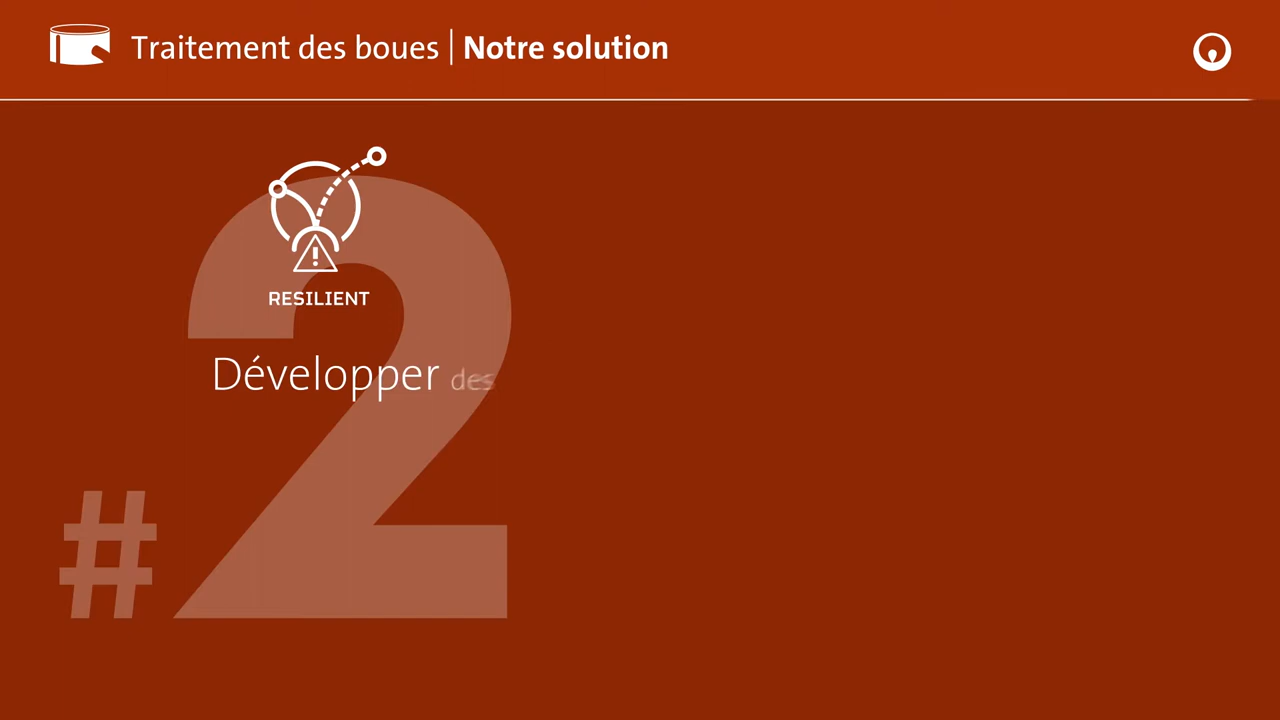 Traitement des boues | Notre solution
RESILIENT
Développer des
#2